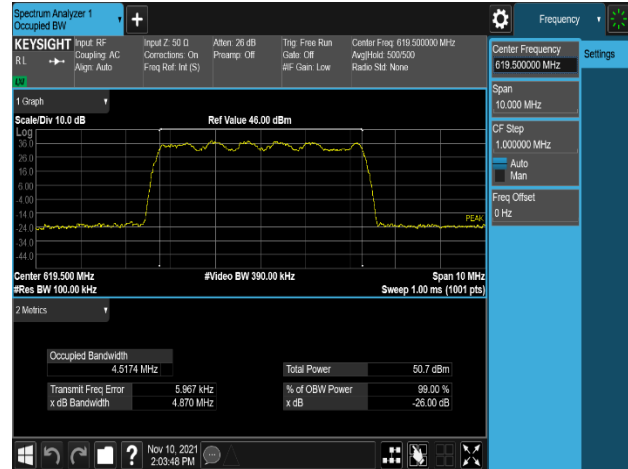 Spectrum Analyzer 1
Occupied BW
Frequency
KEYSIGHT
R L
Input: RF
Coupling: AC
Align: Auto
Input Z: 50 Ω
Corrections: On
Freq Ref: Int (S)
Atten: 26 dB
Preamp: Off
Trig: Free Run
Gate: Off
#IF Gain: Low
Center Freq: 619.500000 MHz
Avg|Hold: 500/500
Radio Std: None
1 Graph
Scale/Div 10.0 dB
Ref Value 46.00 dBm
Log
36.0
26.0
16.0
6.00
-4.00
-14.0
-24.0
-34.0
-44.0
PEAK
Center 619.500 MHz
#Res BW 100.00 kHz
#Video BW 390.00 kHz
Span 10 MHz
Sweep 1.00 ms (1001 pts)
2 Metrics
Occupied Bandwidth
4.5174 MHz
Total Power 50.7 dBm
Transmit Freq Error 5.967 kHz
% of OBW Power 99.00 %
x dB Bandwidth 4.870 MHz
x dB -26.00 dB
Center Frequency
619.500000 MHz
Settings
Span
10.000 MHz
CF Step
1.000000 MHz
Auto
Man
Freq Offset
0 Hz
?
Nov 10, 2021
2:03:48 PM